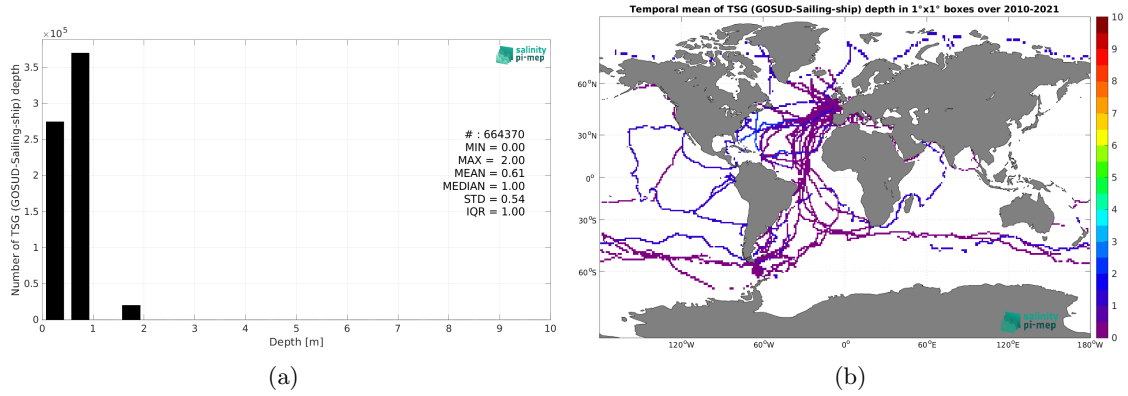 ×10⁵
salinity
pi-mep
Number of TSG (GOSUD-Sailing-ship) depth
3.5
3
2.5
2
1.5
1
0.5
0
# : 664370
MIN = 0.00
MAX = 2.00
MEAN = 0.61
MEDIAN = 1.00
STD = 0.54
IQR = 1.00
0 1 2 3 4 5 6 7 8 9 10
Depth [m]
(a)
Temporal mean of TSG (GOSUD-Sailing-ship) depth in 1°x1° boxes over 2010-2021
60°N
30°N
0°
30°S
60°S
120°W 60°W 0° 60°E 120°E 180°W
salinity
pi-mep
10
9
8
7
6
5
4
3
2
1
0
(b)